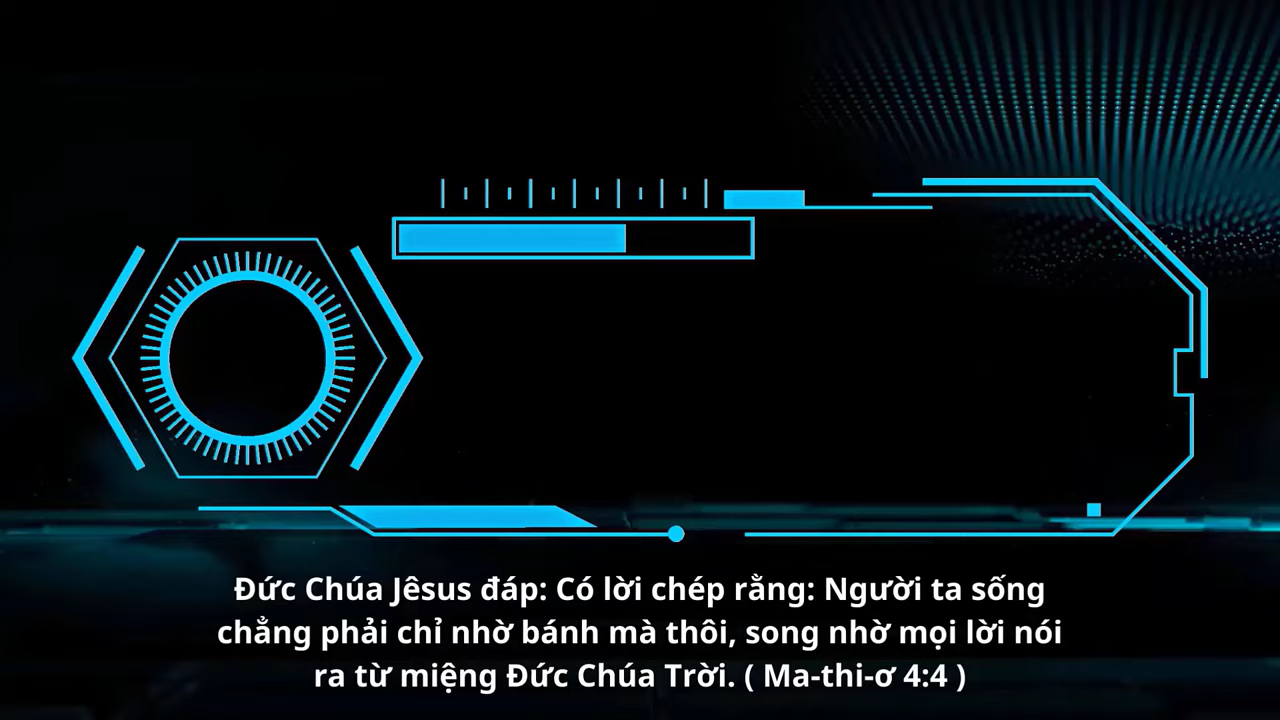 Đức Chúa Jêsus đáp: Có lời chép rằng: Người ta sống
chẳng phải chỉ nhờ bánh mà thôi, song nhờ mọi lời nói
ra từ miệng Đức Chúa Trời. ( Ma-thi-ơ 4:4 )